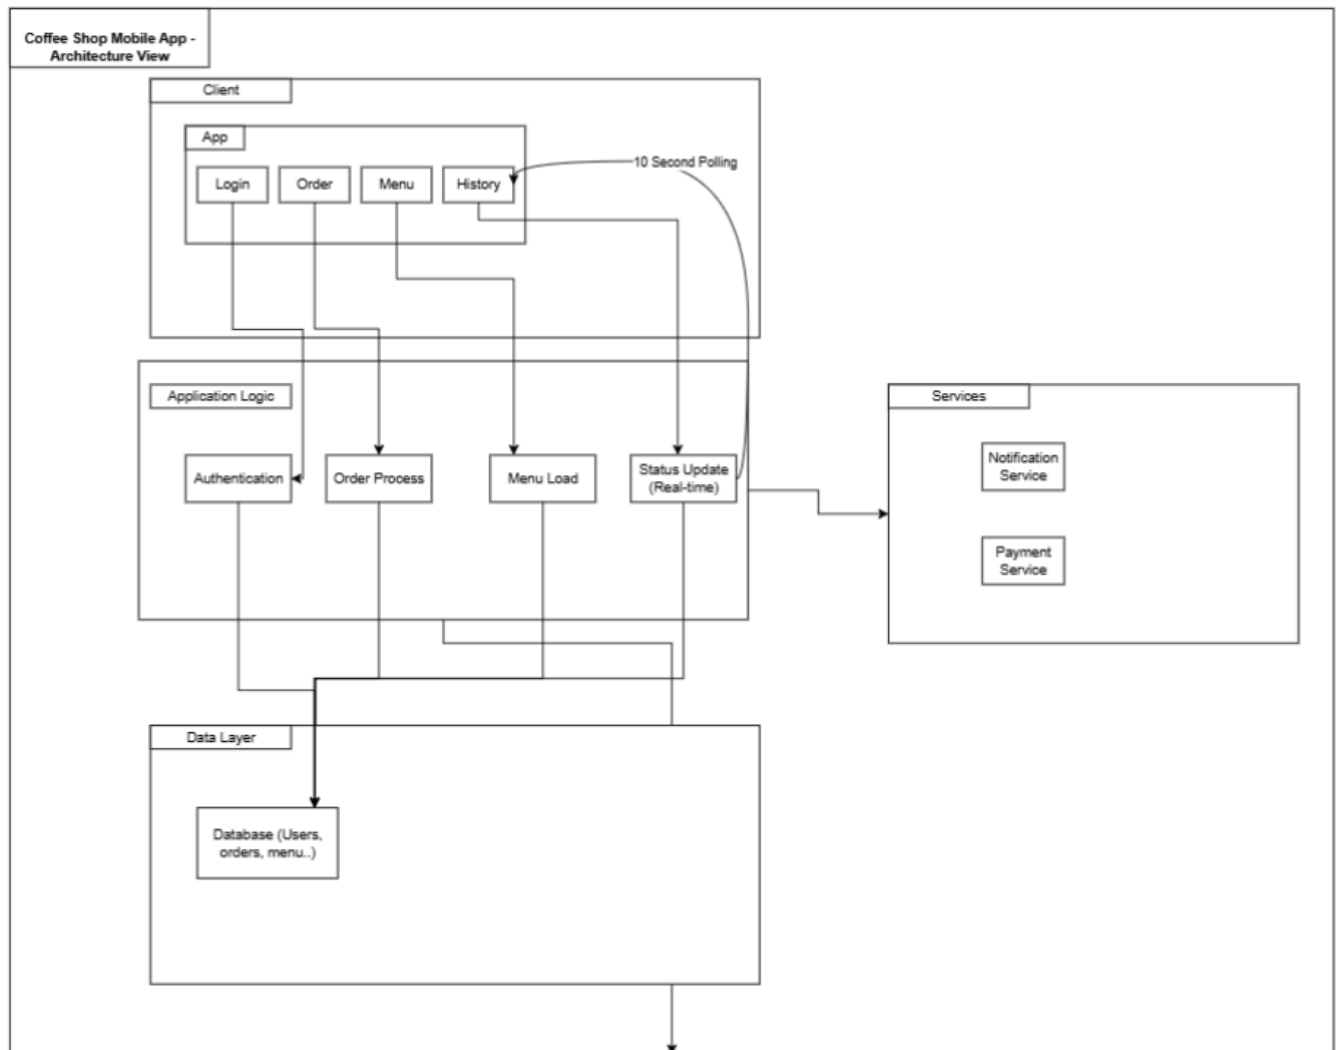 Coffee Shop Mobile App -
Architecture View
Client
App
Login
Order
Menu
History
10 Second Polling
Application Logic
Authentication
Order Process
Menu Load
Status Update
(Real-time)
Services
Notification
Service
Payment
Service
Data Layer
Database (Users,
orders, menu..)